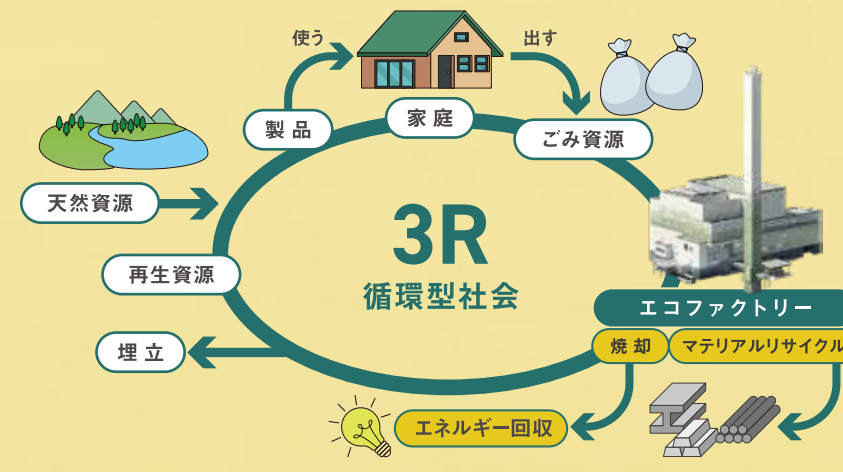 使う
出す
製品
家庭
ごみ資源
天然資源
3R
循環型社会
再生資源
エコファクトリー
埋立
焼却
マテリアルリサイクル
エネルギー回収